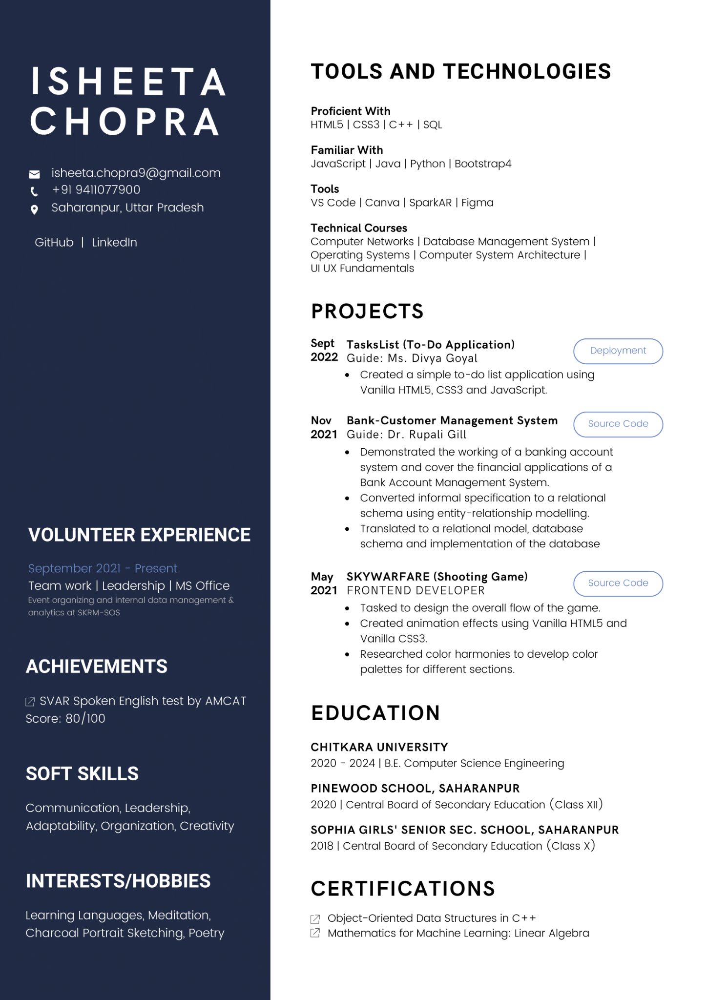 ISHEETA
CHOPRA
isheeta.chopra9@gmail.com
+91 9411077900
Saharanpur, Uttar Pradesh
GitHub | LinkedIn
VOLUNTEER EXPERIENCE
September 2021 - Present
Team work | Leadership | MS Office
Event organizing and internal data management &
analytics at SKRM-SOS
ACHIEVEMENTS
SVAR Spoken English test by AMCAT
Score: 80/100
SOFT SKILLS
Communication, Leadership,
Adaptability, Organization, Creativity
INTERESTS/HOBBIES
Learning Languages, Meditation,
Charcoal Portrait Sketching, Poetry
TOOLS AND TECHNOLOGIES
Proficient With
HTML5 | CSS3 | C++ | SQL
Familiar With
JavaScript | Java | Python | Bootstrap4
Tools
VS Code | Canva | SparkAR | Figma
Technical Courses
Computer Networks | Database Management System |
Operating Systems | Computer System Architecture |
UI UX Fundamentals
PROJECTS
Sept 2022
TasksList (To-Do Application)
Deployment
Guide: Ms. Divya Goyal
• Created a simple to-do list application using
Vanilla HTML5, CSS3 and JavaScript.
Nov 2021
Bank-Customer Management System
Source Code
Guide: Dr. Rupali Gill
• Demonstrated the working of a banking account
system and cover the financial applications of a
Bank Account Management System.
• Converted informal specification to a relational
schema using entity-relationship modelling.
• Translated to a relational model, database
schema and implementation of the database
May 2021
SKYWARFARE (Shooting Game)
Source Code
FRONTEND DEVELOPER
• Tasked to design the overall flow of the game.
• Created animation effects using Vanilla HTML5 and
Vanilla CSS3.
• Researched color harmonies to develop color
palettes for different sections.
EDUCATION
CHITKARA UNIVERSITY
2020 - 2024 | B.E. Computer Science Engineering
PINEWOOD SCHOOL, SAHARANPUR
2020 | Central Board of Secondary Education (Class XII)
SOPHIA GIRLS' SENIOR SEC. SCHOOL, SAHARANPUR
2018 | Central Board of Secondary Education (Class X)
CERTIFICATIONS
Object-Oriented Data Structures in C++
Mathematics for Machine Learning: Linear Algebra